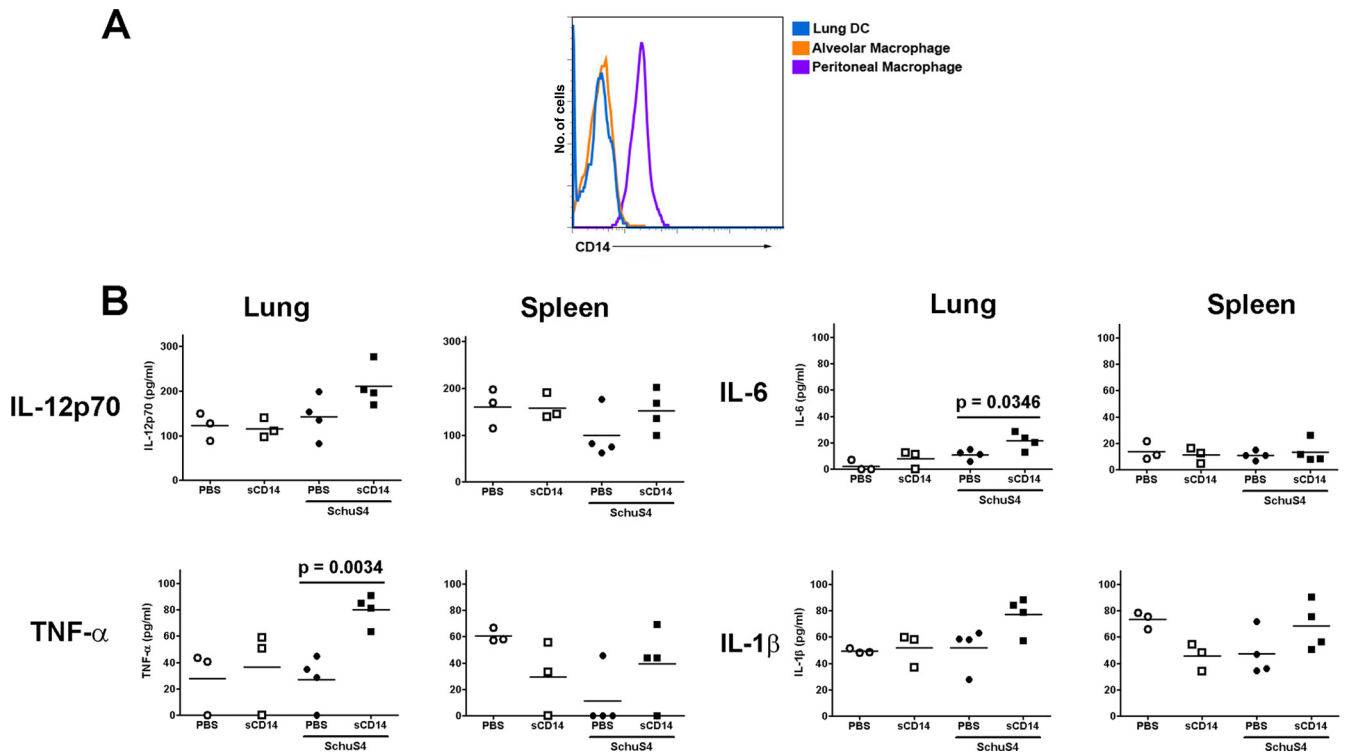 A
Lung DC
Alveolar Macrophage
Peritoneal Macrophage
No. of cells
CD14
B
Lung
Spleen
Lung
Spleen
IL-12p70
IL-12p70 (pg/ml)
300
200
100
0
PBS
sCD14
PBS
sCD14
SchuS4
300
200
100
0
PBS
sCD14
PBS
sCD14
SchuS4
IL-6
IL-6 (pg/ml)
100
80
60
40
20
0
p = 0.0346
PBS
sCD14
PBS
sCD14
SchuS4
100
80
60
40
20
0
PBS
sCD14
PBS
sCD14
SchuS4
TNF-α
TNF-α (pg/ml)
100
80
60
40
20
0
p = 0.0034
PBS
sCD14
PBS
sCD14
SchuS4
100
80
60
40
20
0
PBS
sCD14
PBS
sCD14
SchuS4
IL-1β
IL-1β (pg/ml)
100
80
60
40
20
0
PBS
sCD14
PBS
sCD14
SchuS4
100
80
60
40
20
0
PBS
sCD14
PBS
sCD14
SchuS4